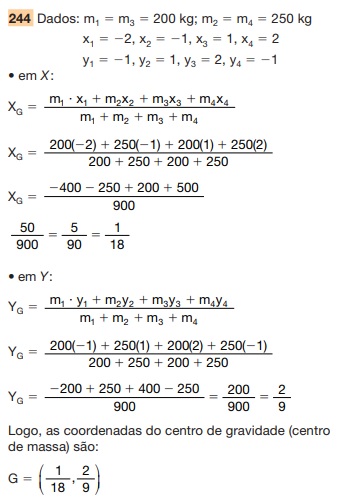 244 Dados: m₁ = m₃ = 200 kg; m₂ = m₄ = 250 kg
x₁ = −2, x₂ = −1, x₃ = 1, x₄ = 2
y₁ = −1, y₂ = 1, y₃ = 2, y₄ = −1
• em X:
X_G = (m₁ · x₁ + m₂x₂ + m₃x₃ + m₄x₄) / (m₁ + m₂ + m₃ + m₄)
X_G = (200(−2) + 250(−1) + 200(1) + 250(2)) / (200 + 250 + 200 + 250)
X_G = (−400 − 250 + 200 + 500) / 900
50/900 = 5/90 = 1/18
• em Y:
Y_G = (m₁ · y₁ + m₂y₂ + m₃y₃ + m₄y₄) / (m₁ + m₂ + m₃ + m₄)
Y_G = (200(−1) + 250(1) + 200(2) + 250(−1)) / (200 + 250 + 200 + 250)
Y_G = (−200 + 250 + 400 − 250) / 900 = 200/900 = 2/9
Logo, as coordenadas do centro de gravidade (centro
de massa) são:
G = (1/18, 2/9)